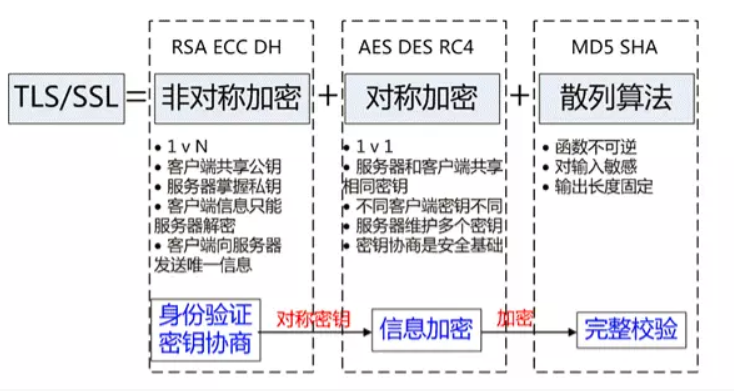 RSA ECC DH
AES DES RC4
MD5 SHA
TLS/SSL = 非对称加密 + 对称加密 + 散列算法
• 1 v N
• 客户端共享公钥
• 服务器掌握私钥
• 客户端信息只能
服务器解密
• 客户端向服务器
发送唯一信息
• 1 v 1
• 服务器和客户端共享
相同密钥
• 不同客户端密钥不同
• 服务器维护多个密钥
• 密钥协商是安全基础
• 函数不可逆
• 对输入敏感
• 输出长度固定
身份验证
密钥协商
对称密钥
信息加密
加密
完整校验